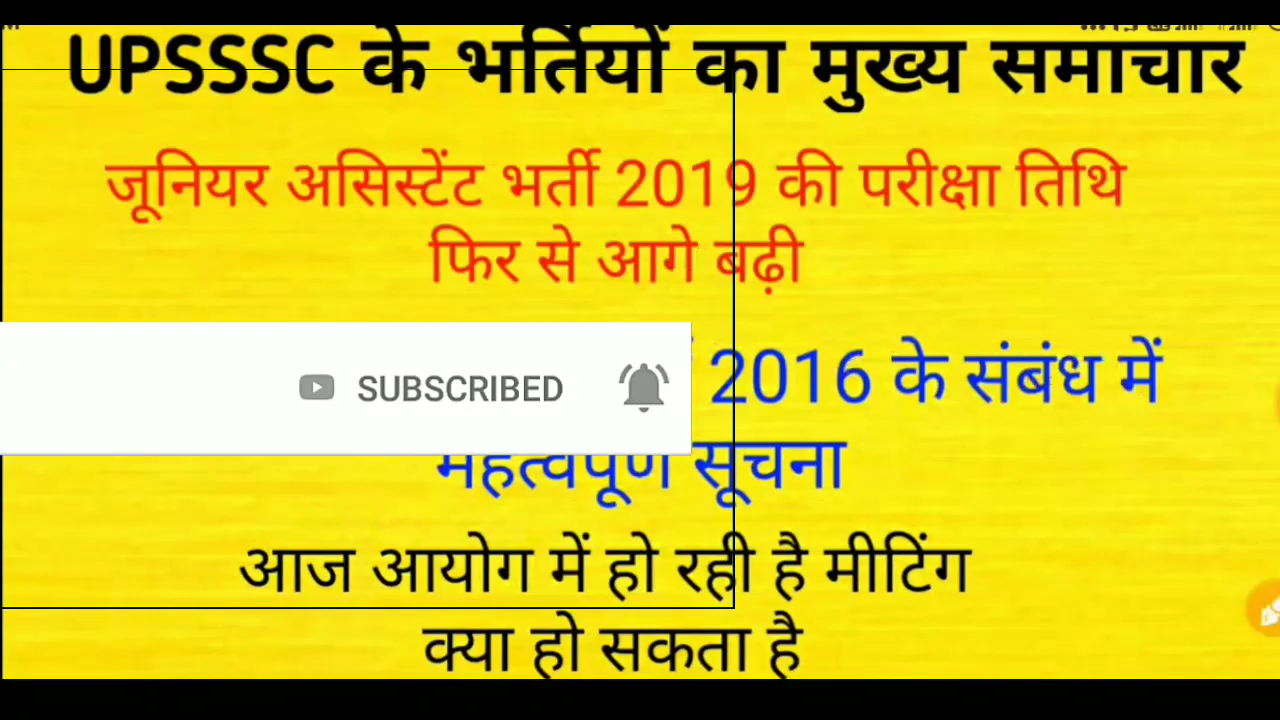 UPSSSC के भर्तियों का मुख्य समाचार
जूनियर असिस्टेंट भर्ती 2019 की परीक्षा तिथि
फिर से आगे बढ़ी
2016 के संबंध में
SUBSCRIBED
महत्वपूर्ण सूचना
आज आयोग में हो रही है मीटिंग
क्या हो सकता है